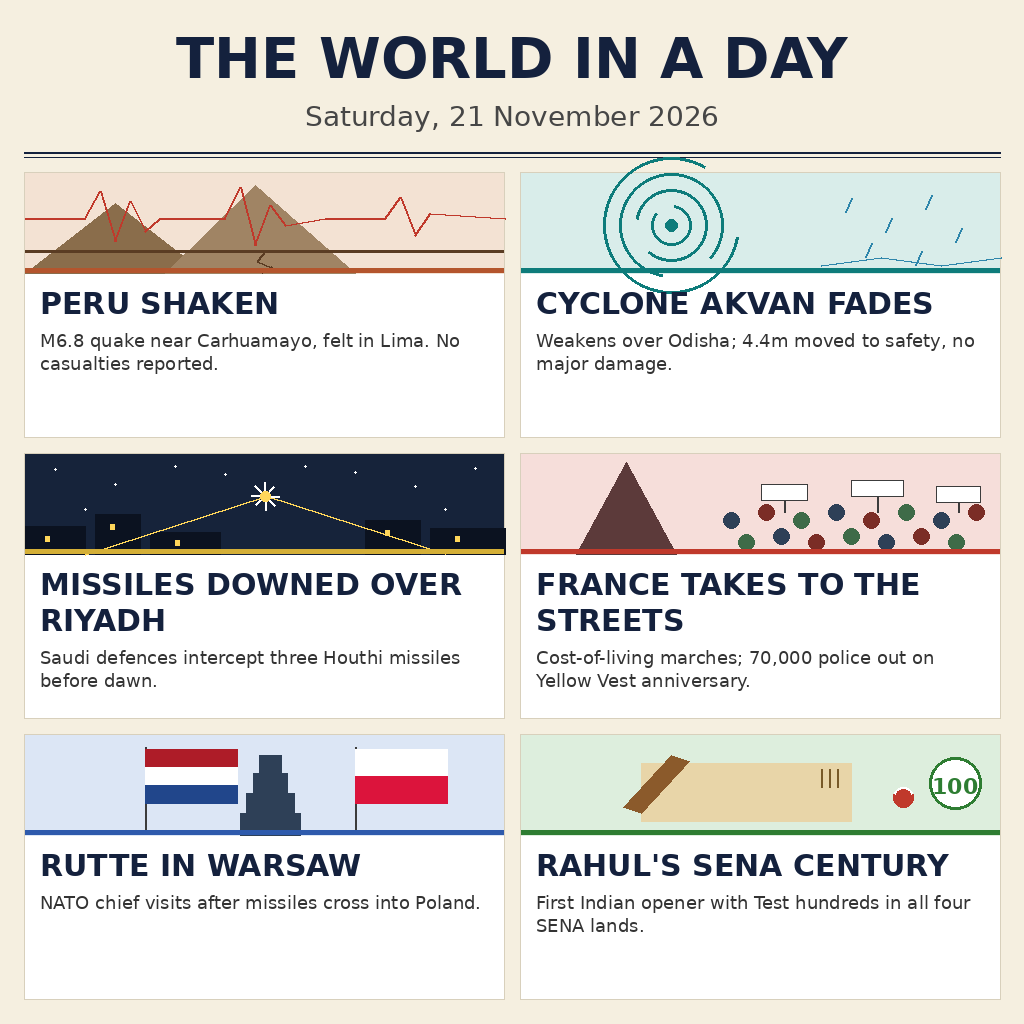 THE WORLD IN A DAY
Saturday, 21 November 2026
PERU SHAKEN
M6.8 quake near Carhuamayo, felt in Lima. No
casualties reported.
CYCLONE AKVAN FADES
Weakens over Odisha; 4.4m moved to safety, no
major damage.
MISSILES DOWNED OVER
RIYADH
Saudi defences intercept three Houthi missiles
before dawn.
FRANCE TAKES TO THE
STREETS
Cost-of-living marches; 70,000 police out on
Yellow Vest anniversary.
RUTTE IN WARSAW
NATO chief visits after missiles cross into Poland.
100
RAHUL'S SENA CENTURY
First Indian opener with Test hundreds in all four
SENA lands.